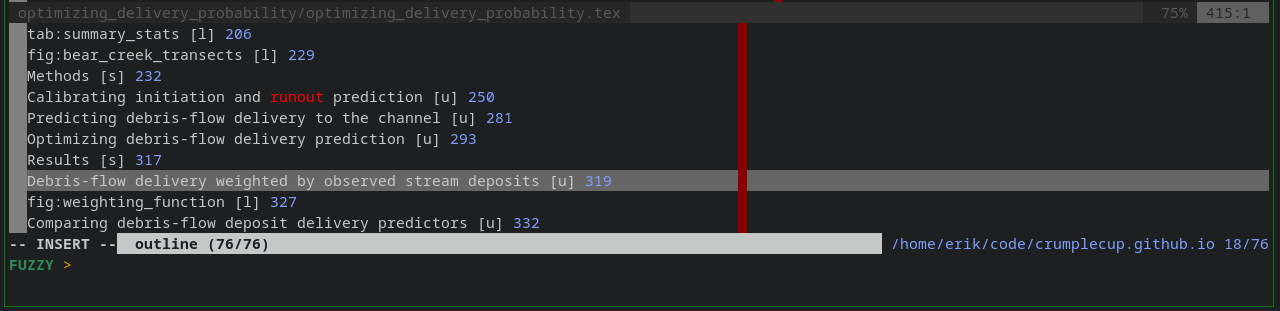 optimizing_delivery_probability/optimizing_delivery_probability.tex 75% 415:1
tab:summary_stats [l] 206
fig:bear_creek_transects [l] 229
Methods [s] 232
Calibrating initiation and runout prediction [u] 250
Predicting debris-flow delivery to the channel [u] 281
Optimizing debris-flow delivery prediction [u] 293
Results [s] 317
Debris-flow delivery weighted by observed stream deposits [u] 319
fig:weighting_function [l] 327
Comparing debris-flow deposit delivery predictors [u] 332
-- INSERT -- outline (76/76) /home/erik/code/crumplecup.github.io 18/76
FUZZY >